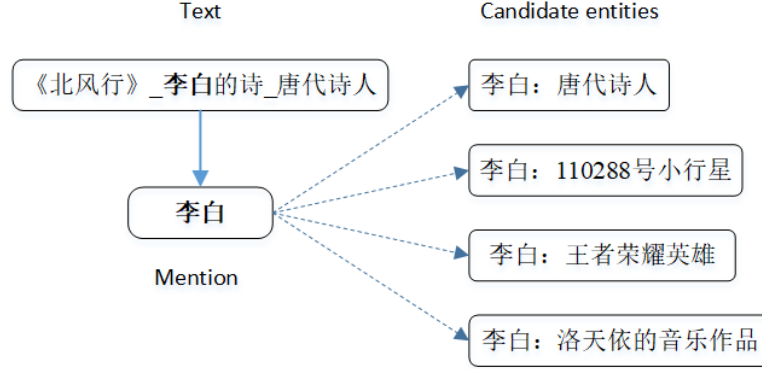 Text
Candidate entities
《北风行》_李白的诗_唐代诗人
李白：唐代诗人
李白：110288号小行星
李白
李白：王者荣耀英雄
Mention
李白：洛天依的音乐作品